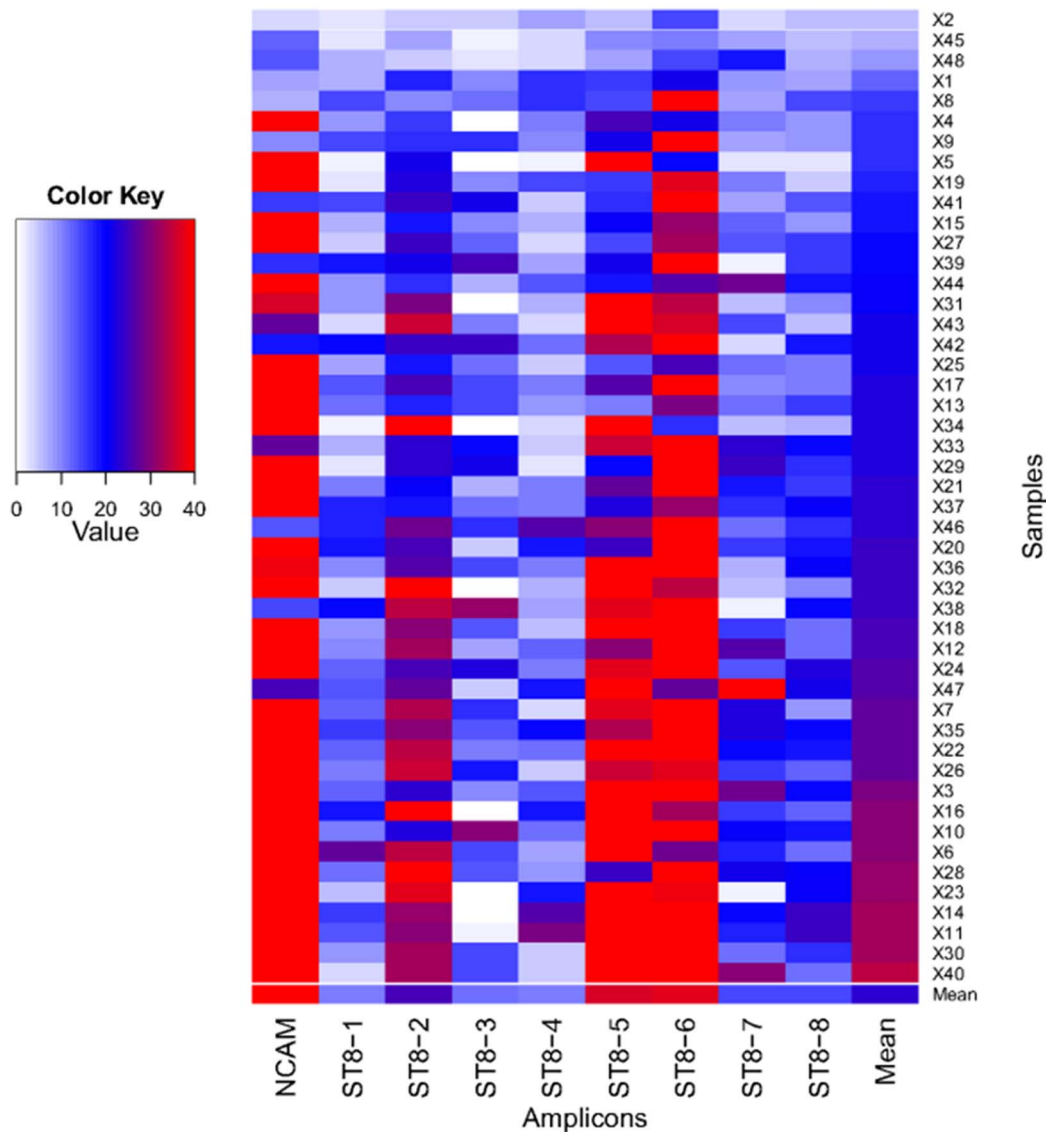 Color Key
0 10 20 30 40
Value
X2
X45
X48
X1
X8
X4
X9
X5
X19
X41
X15
X27
X39
X44
X31
X43
X42
X25
X17
X13
X34
X33
X29
X21
X37
X46
X20
X36
X32
X38
X18
X12
X24
X47
X7
X35
X22
X26
X3
X16
X10
X6
X28
X23
X14
X11
X30
X40
Mean
Samples
NCAM ST8-1 ST8-2 ST8-3 ST8-4 ST8-5 ST8-6 ST8-7 ST8-8 Mean
Amplicons